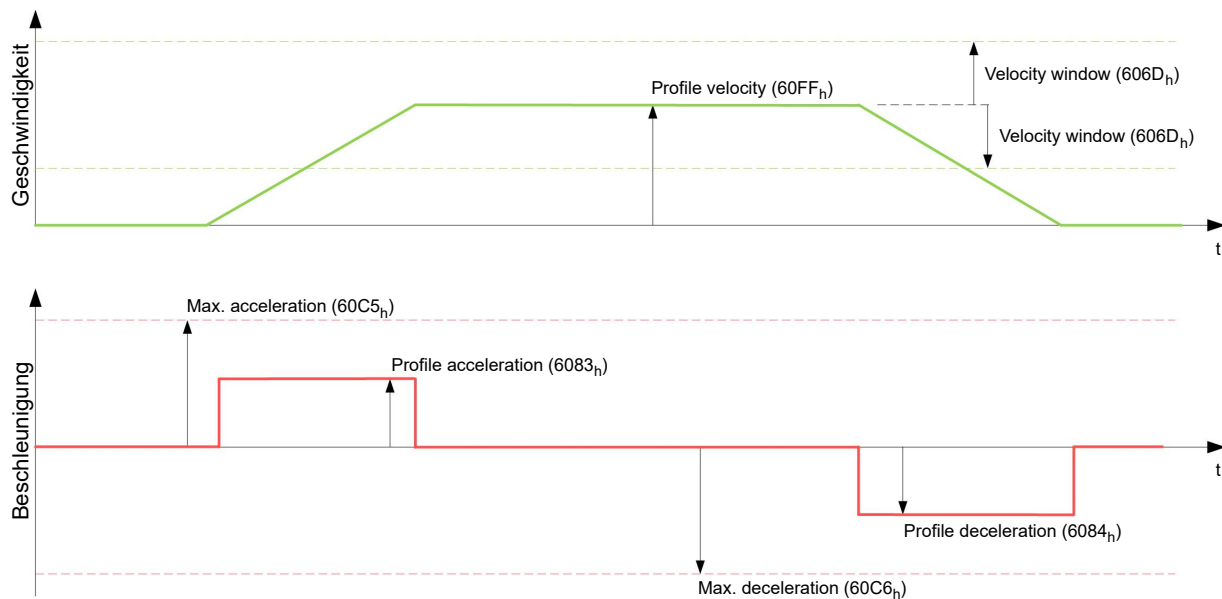 Geschwindigkeit
Velocity window (606Dₕ)
Profile velocity (60FFₕ)
Velocity window (606Dₕ)
t
Beschleunigung
Max. acceleration (60C5ₕ)
Profile acceleration (6083ₕ)
t
Profile deceleration (6084ₕ)
Max. deceleration (60C6ₕ)